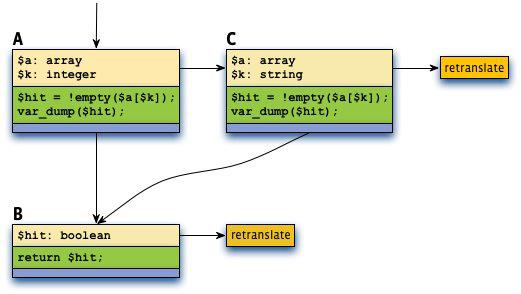 A
$a: array
$k: integer
$hit = !empty($a[$k]);
var_dump($hit);
C
$a: array
$k: string
$hit = !empty($a[$k]);
var_dump($hit);
retranslate
B
$hit: boolean
return $hit;
retranslate